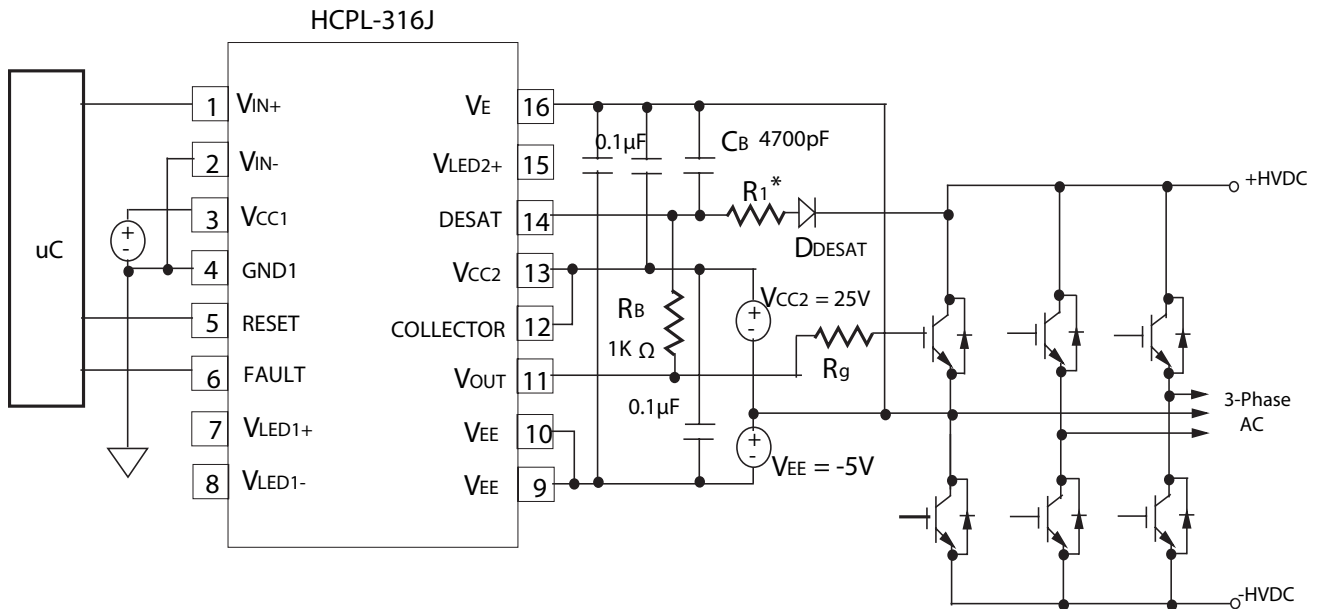 HCPL-316J
uC
1 VIN+
2 VIN-
3 VCC1
4 GND1
5 RESET
6 FAULT
7 VLED1+
8 VLED1-
VE 16
VLED2+ 15
DESAT 14
VCC2 13
COLLECTOR 12
VOUT 11
VEE 10
VEE 9
+
-
0.1µF
CB 4700pF
R1*
DDESAT
RB
1K Ω
+
-
VCC2 = 25V
Rg
0.1µF
+
-
VEE = -5V
+HVDC
3-Phase
AC
-HVDC